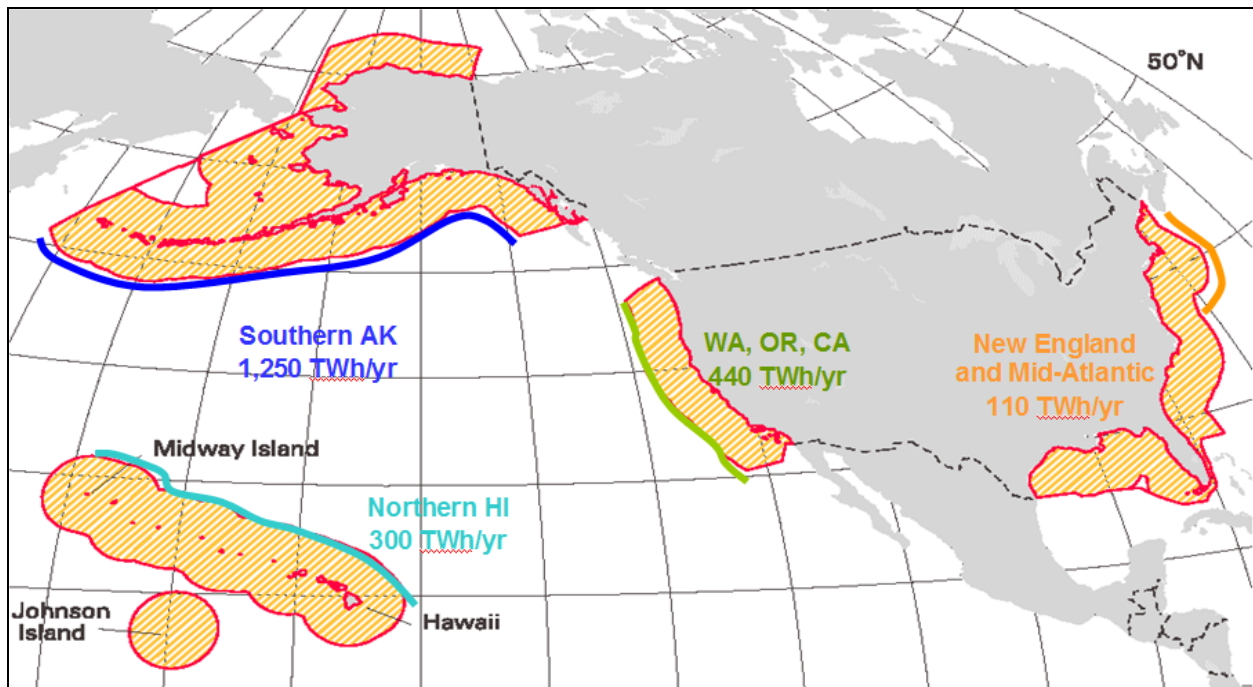 50°N
Southern AK
1,250 TWh/yr
WA, OR, CA
440 TWh/yr
New England
and Mid-Atlantic
110 TWh/yr
Midway Island
Northern HI
300 TWh/yr
Johnson
Island
Hawaii